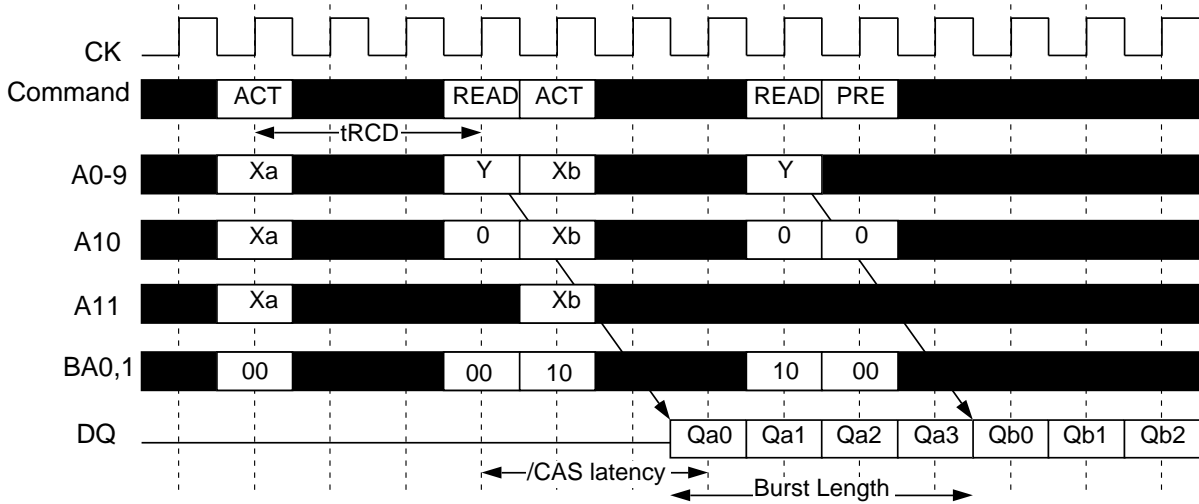 CK
Command ACT READ ACT READ PRE
tRCD
A0-9 Xa Y Xb Y
A10 Xa 0 Xb 0 0
A11 Xa Xb
BA0,1 00 00 10 10 00
DQ Qa0 Qa1 Qa2 Qa3 Qb0 Qb1 Qb2
/CAS latency
Burst Length